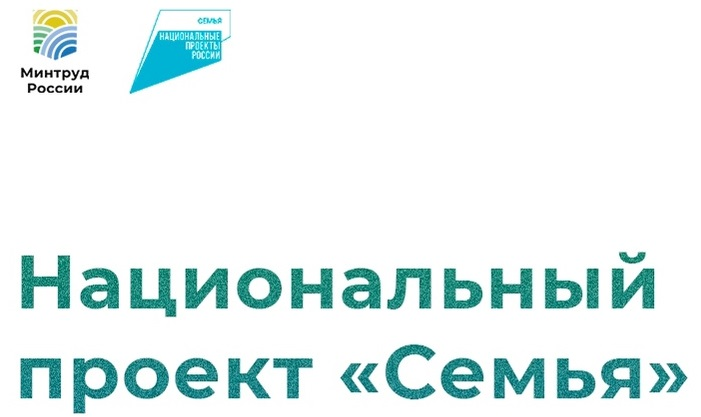 Минтруд
России
СЕМЬЯ
НАЦИОНАЛЬНЫЕ
ПРОЕКТЫ
РОССИИ
Национальный
проект «Семья»